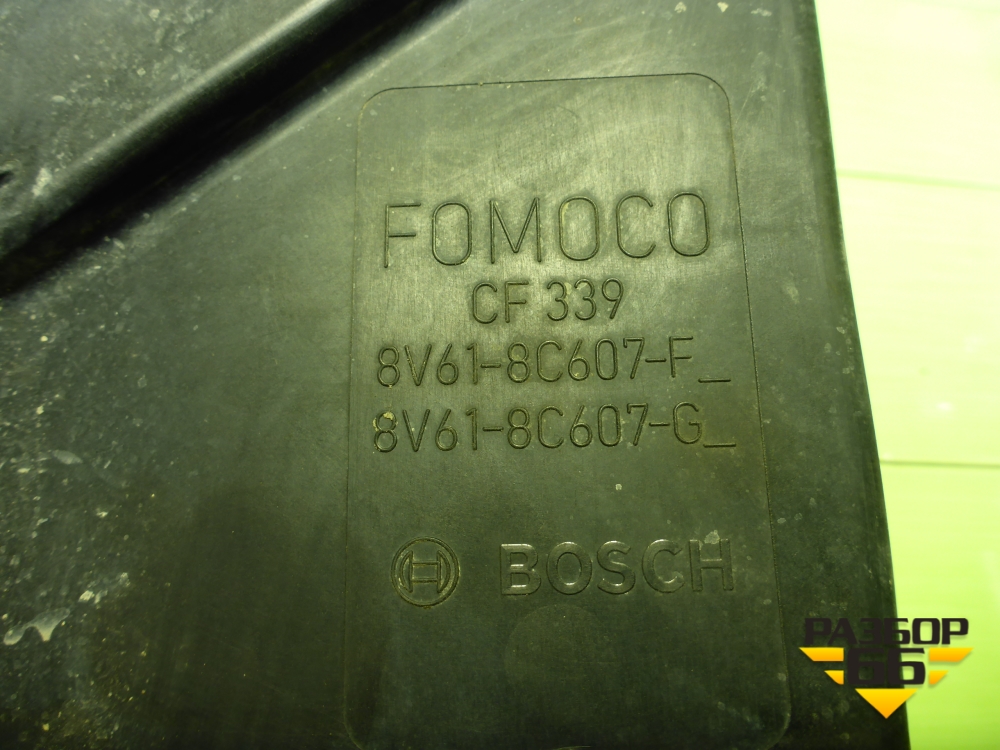 FOMOCO
CF 339
8V61-8C607-F_
8V61-8C607-G_
BOSCH
РАЗБОР
66